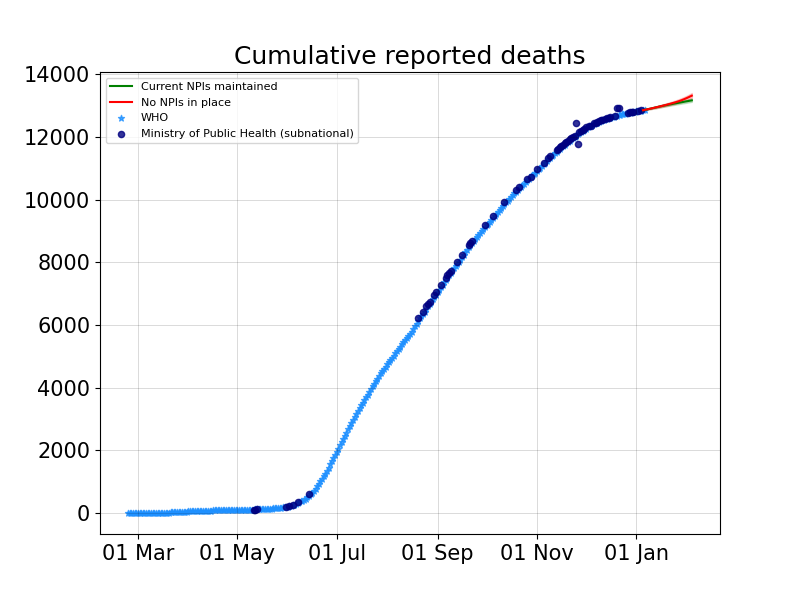 Cumulative reported deaths
14000
12000
10000
8000
6000
4000
2000
0
Current NPIs maintained
No NPIs in place
WHO
Ministry of Public Health (subnational)
01 Mar 01 May 01 Jul 01 Sep 01 Nov 01 Jan